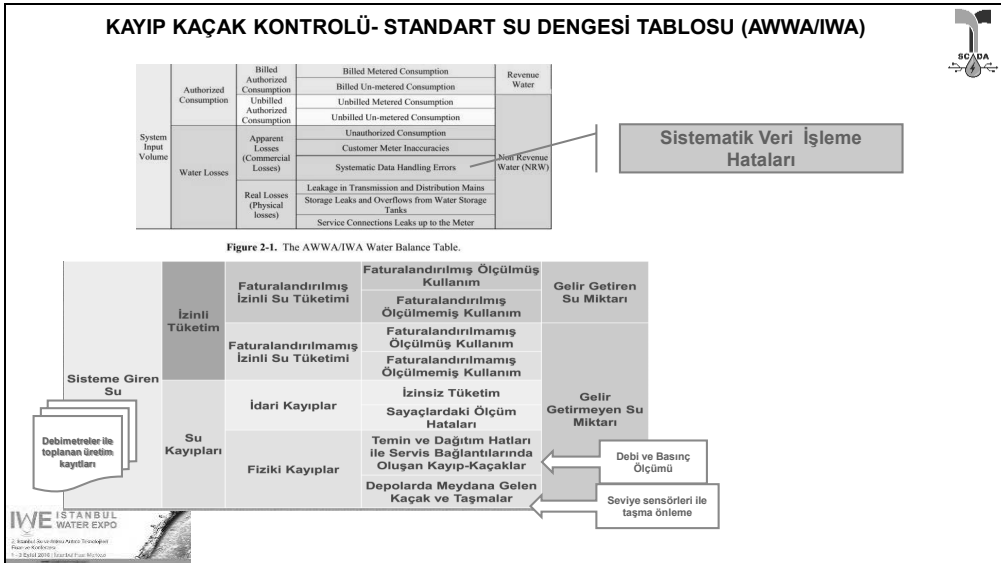 KAYIP KAÇAK KONTROLÜ- STANDART SU DENGESİ TABLOSU (AWWA/IWA)
SCADA
System
Input
Volume
Authorized
Consumption
Billed
Authorized
Consumption
Billed Metered Consumption
Billed Un-metered Consumption
Revenue
Water
Unbilled
Authorized
Consumption
Unbilled Metered Consumption
Unbilled Un-metered Consumption
Water Losses
Apparent
Losses
(Commercial
Losses)
Unauthorized Consumption
Customer Meter Inaccuracies
Systematic Data Handling Errors
Non Revenue
Water (NRW)
Real Losses
(Physical
losses)
Leakage in Transmission and Distribution Mains
Storage Leaks and Overflows from Water Storage
Tanks
Service Connections Leaks up to the Meter
Sistematik Veri İşleme
Hataları
Figure 2-1. The AWWA/IWA Water Balance Table.
Sisteme Giren
Su
İzinli
Tüketim
Faturalandırılmış
İzinli Su Tüketimi
Faturalandırılmış Ölçülmüş
Kullanım
Faturalandırılmış
Ölçülmemiş Kullanım
Gelir Getiren
Su Miktarı
Faturalandırılmamış
İzinli Su Tüketimi
Faturalandırılmamış
Ölçülmüş Kullanım
Faturalandırılmamış
Ölçülmemiş Kullanım
Su
Kayıpları
İdari Kayıplar
İzinsiz Tüketim
Sayaçlardaki Ölçüm
Hataları
Gelir
Getirmeyen Su
Miktarı
Fiziki Kayıplar
Temin ve Dağıtım Hatları
ile Servis Bağlantılarında
Oluşan Kayıp-Kaçaklar
Depolarda Meydana Gelen
Kaçak ve Taşmalar
Debimetreler ile
toplanan üretim
kayıtları
Debi ve Basınç
Ölçümü
Seviye sensörleri ile
taşma önleme
IWE ISTANBUL
WATER EXPO